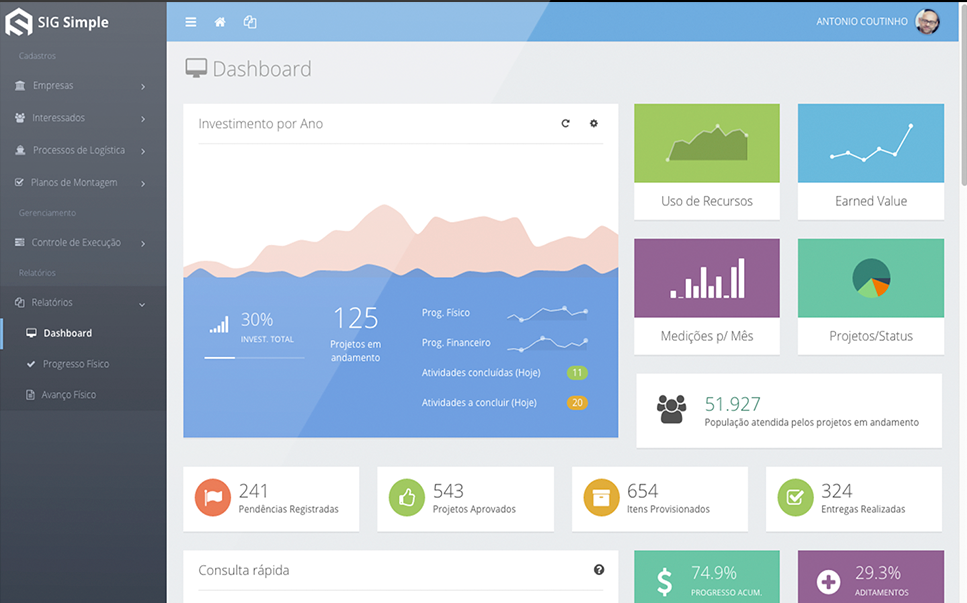 SIG Simple
ANTONIO COUTINHO
Cadastros
Empresas
Interessados
Processos de Logística
Planos de Montagem
Gerenciamento
Controle de Execução
Relatórios
Relatórios
Dashboard
Progresso Físico
Avanço Físico
Dashboard
Investimento por Ano
30%
INVEST. TOTAL
125
Projetos em
andamento
Prog. Físico
Prog. Financeiro
Atividades concluídas (Hoje) 11
Atividades a concluir (Hoje) 20
Uso de Recursos
Earned Value
Medições p/ Mês
Projetos/Status
51.927
População atendida pelos projetos em andamento
241
Pendências Registradas
543
Projetos Aprovados
654
Itens Provisionados
324
Entregas Realizadas
Consulta rápida
74.9%
PROGRESSO ACUM.
29.3%
ADITAMENTOS